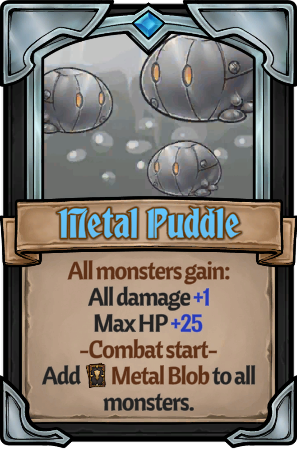 Metal Puddle
All monsters gain:
All damage +1
Max HP +25
-Combat start-
Add Metal Blob to all
monsters.